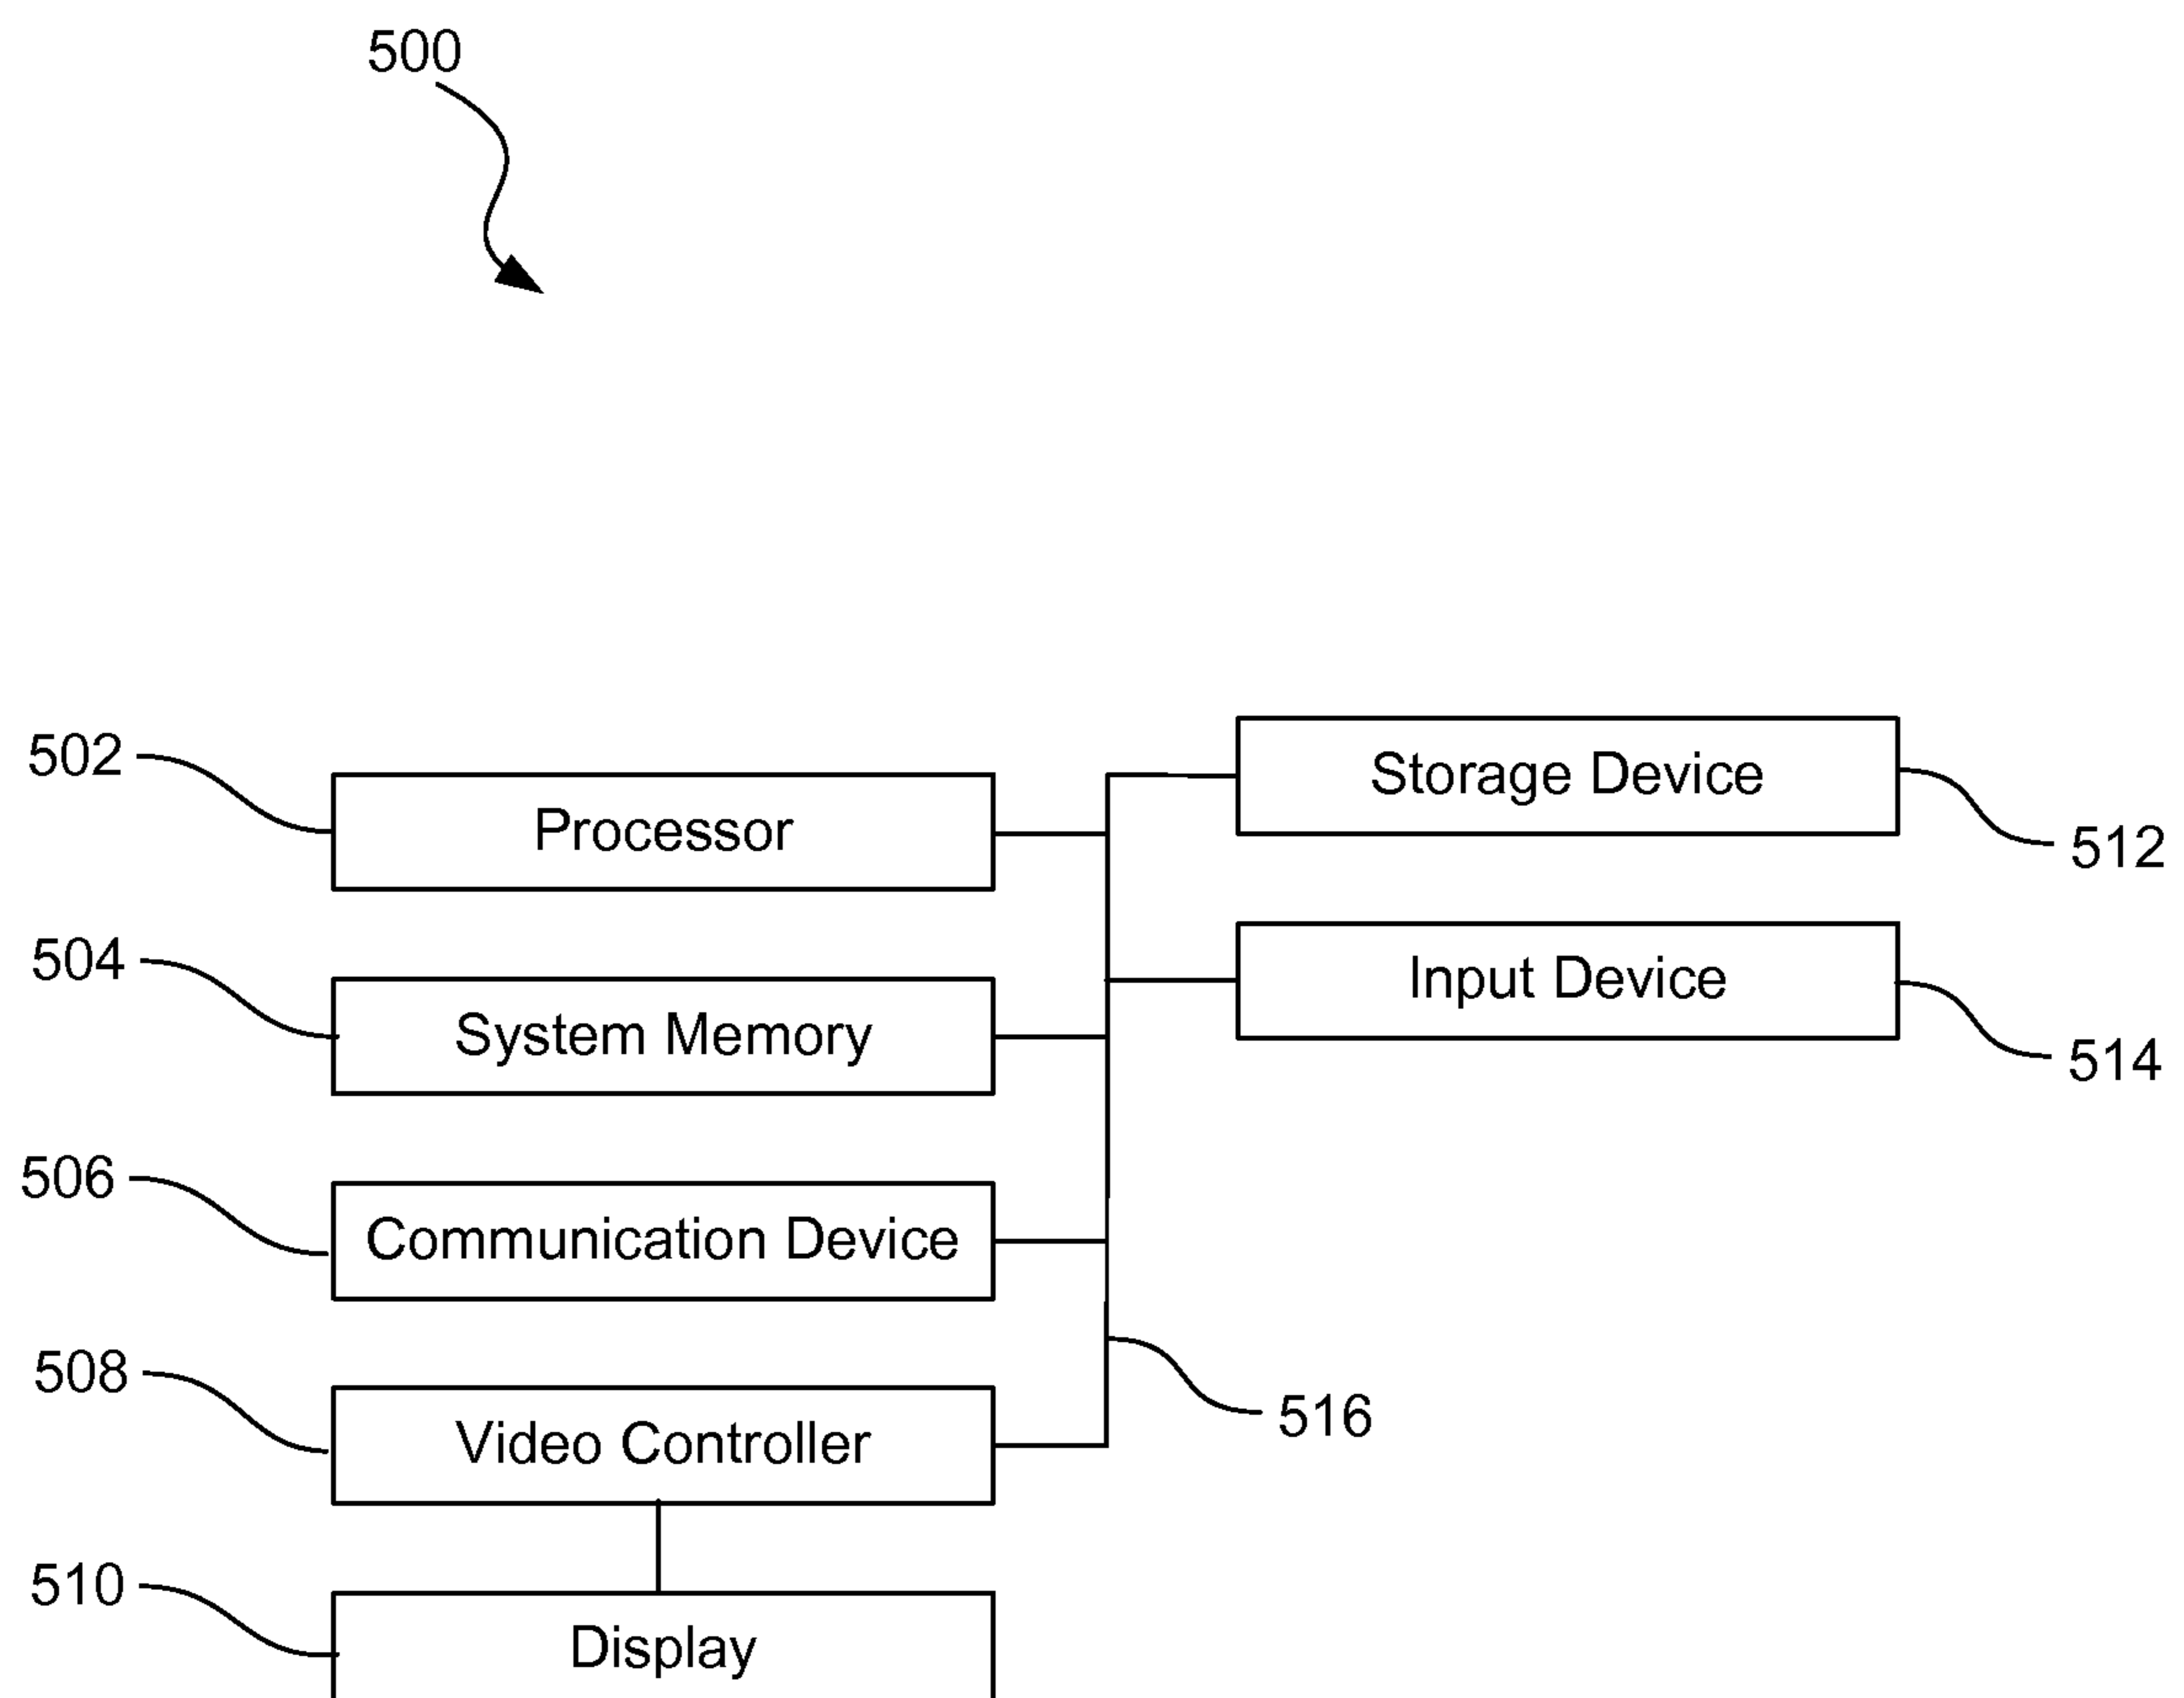 500
502
Processor
Storage Device
512
504
System Memory
Input Device
514
506
Communication Device
508
Video Controller
516
510
Display